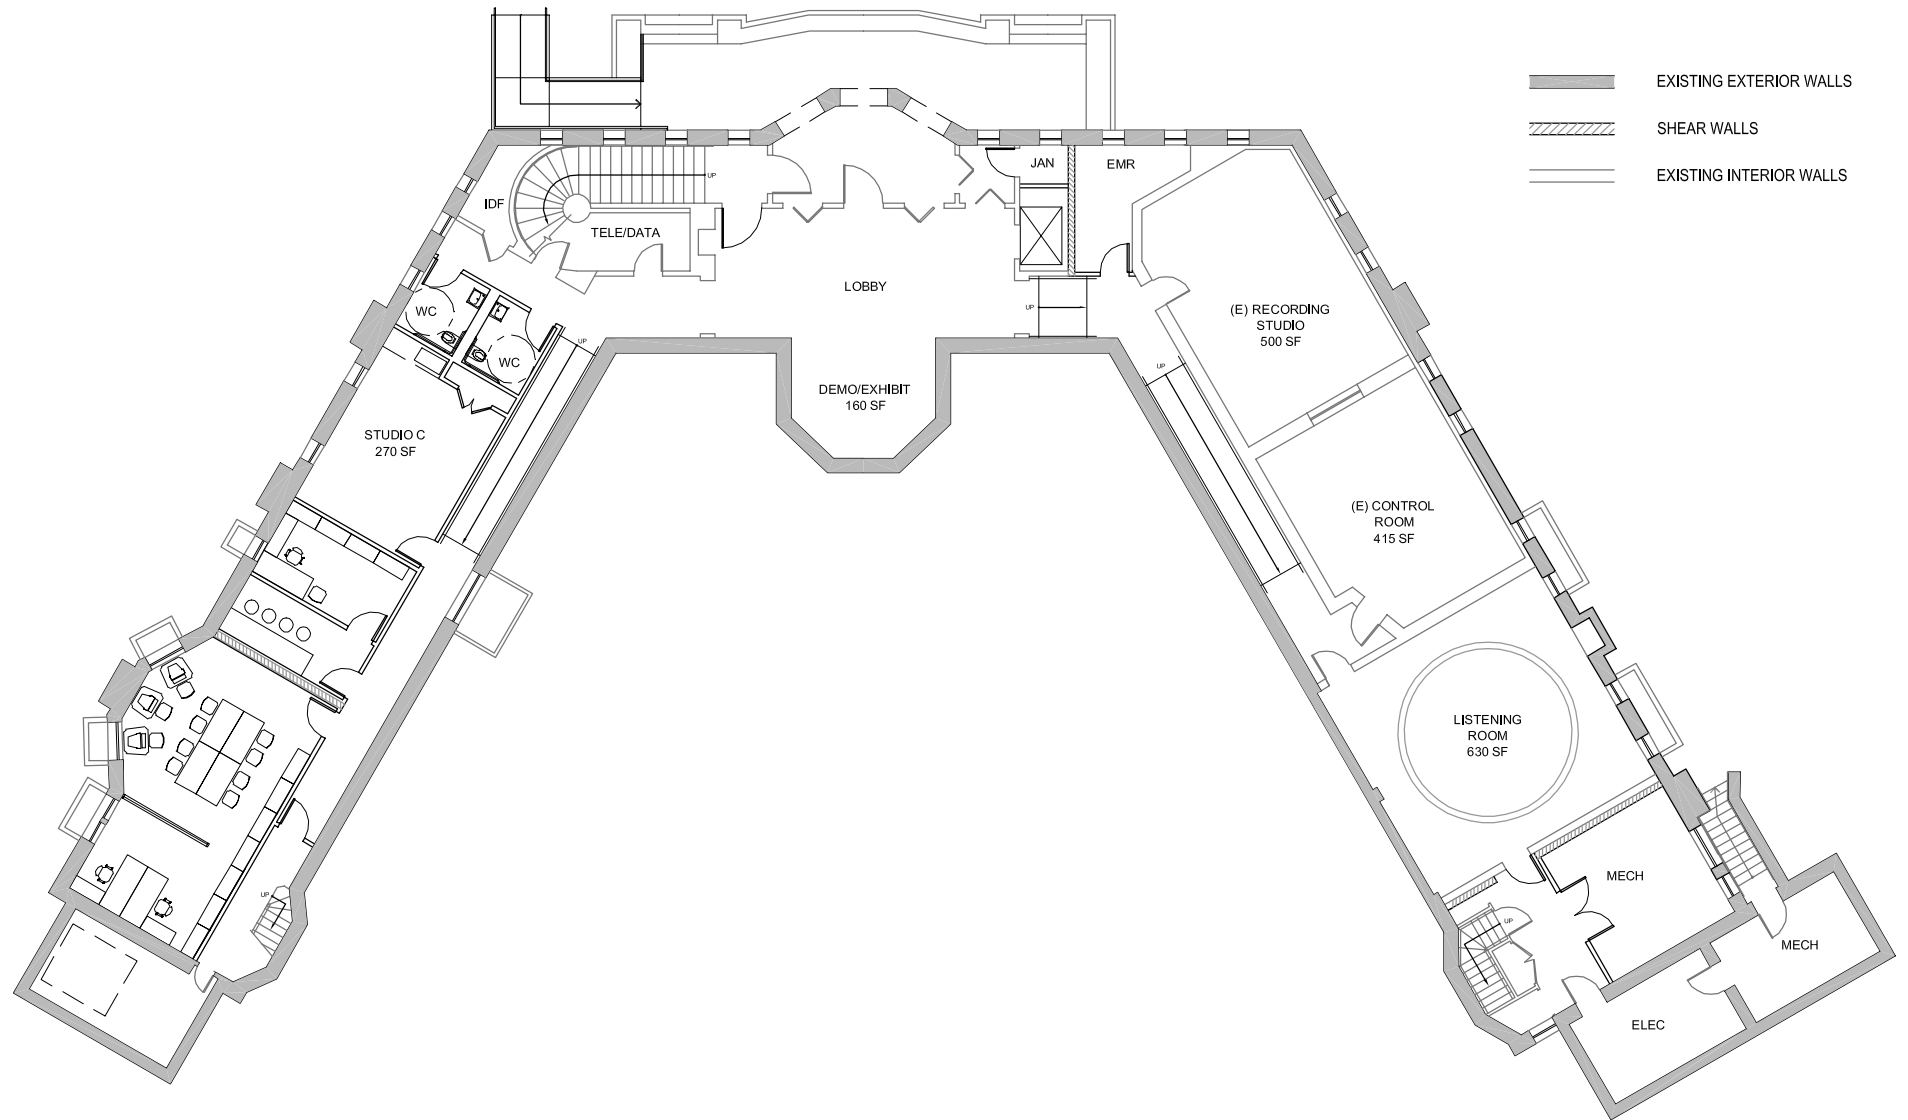 EXISTING EXTERIOR WALLS
SHEAR WALLS
EXISTING INTERIOR WALLS
JAN
EMR
UP
IDF
TELE/DATA
LOBBY
UP
WC
WC
UP
(E) RECORDING
STUDIO
500 SF
UP
DEMO/EXHIBIT
160 SF
STUDIO C
270 SF
(E) CONTROL
ROOM
415 SF
LISTENING
ROOM
630 SF
MECH
UP
UP
MECH
ELEC